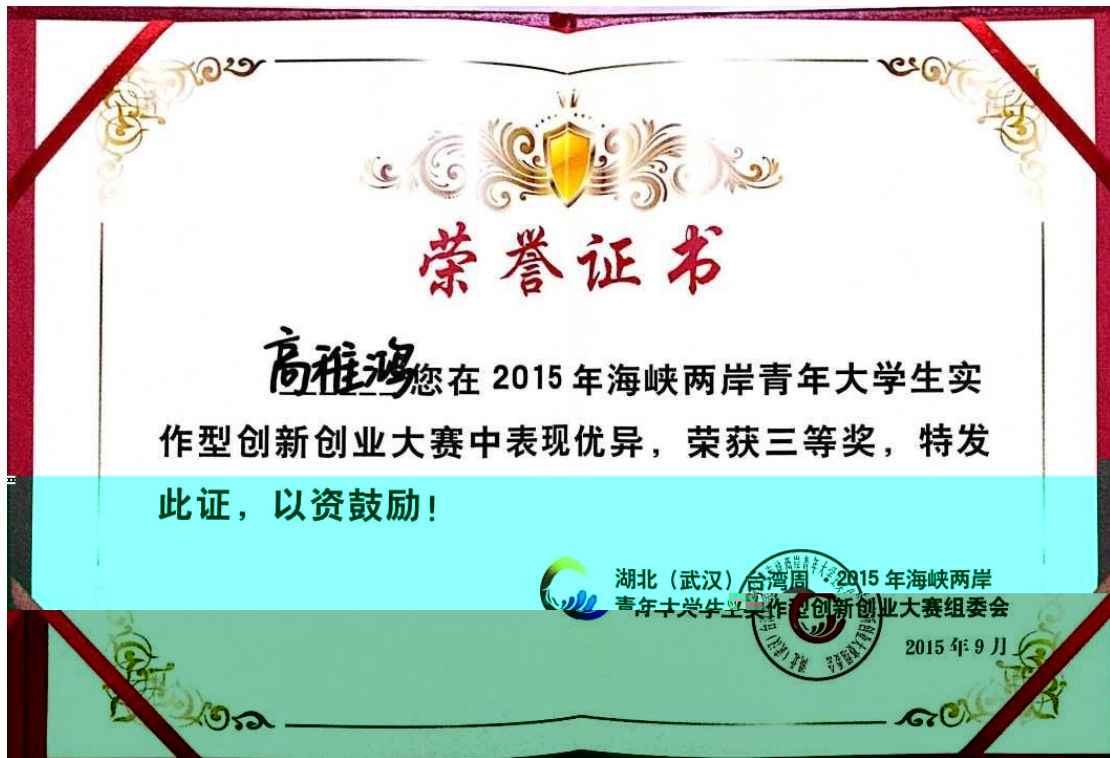 荣誉证书
高雅鸿您在 2015 年海峡两岸青年大学生实
作型创新创业大赛中表现优异，荣获三等奖，特发
此证，以资鼓励！
湖北（武汉）台湾周 2015 年海峡两岸
青年大学生实作型创新创业大赛组委会
2015 年 9 月